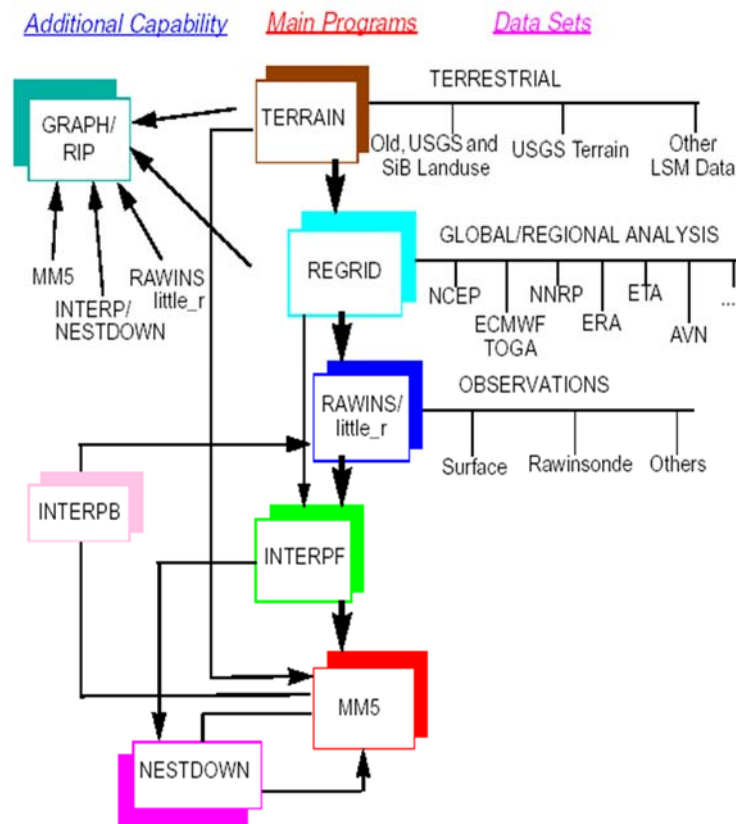 Additional Capability
Main Programs
Data Sets
GRAPH/
RIP
MM5
INTERP/
NESTDOWN
RAWINS
little_r
TERRAIN
TERRESTRIAL
Old, USGS and
SiB Landuse
USGS Terrain
Other
LSM Data
REGRID
GLOBAL/REGIONAL ANALYSIS
NCEP
ECMWF
TOGA
NNRP
ERA
ETA
AVN
...
RAWINS/
little_r
OBSERVATIONS
Surface
Rawinsonde
Others
INTERPB
INTERPF
MM5
NESTDOWN